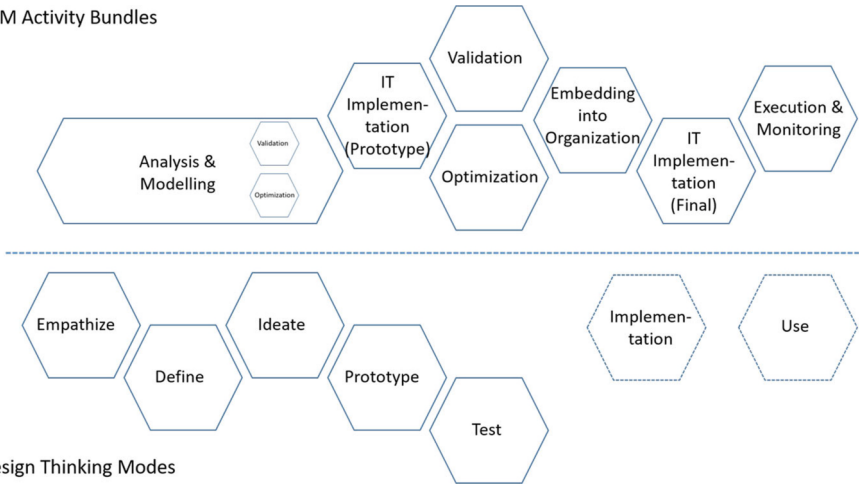 M Activity Bundles
Validation
IT
Implemen-
tation
(Prototype)
Embedding
into
Organization
Execution &
Monitoring
Validation
Analysis &
Modelling
IT
Implemen-
tation
(Final)
Optimization
Optimization
Empathize
Ideate
Implemen-
tation
Use
Define
Prototype
Test
esign Thinking Modes